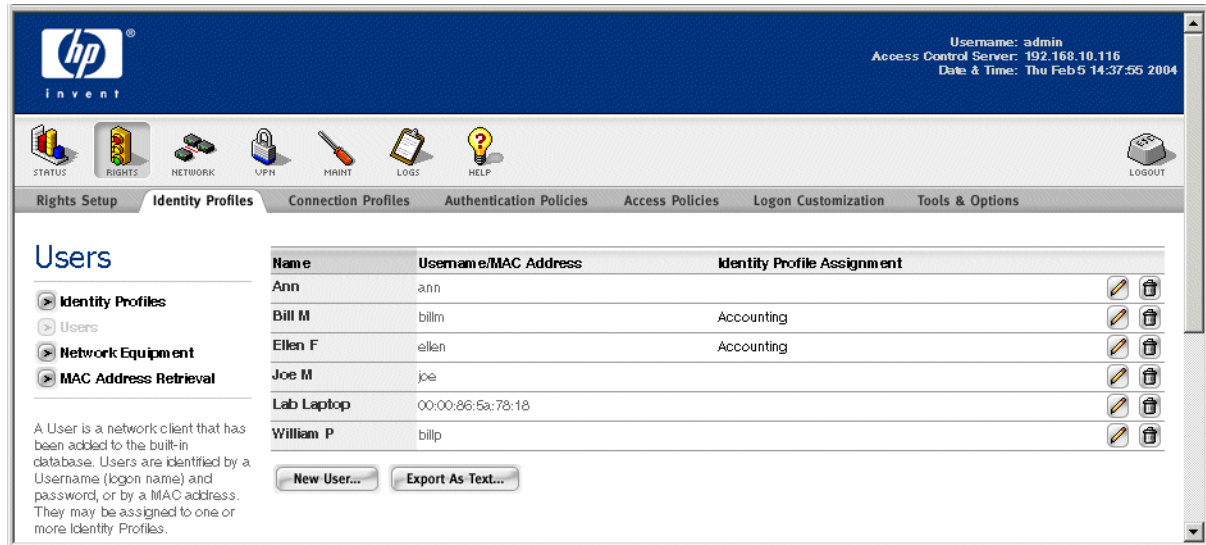 hp ®
invent
Username: admin
Access Control Server: 192.168.10.116
Date & Time: Thu Feb 5 14:37:55 2004
STATUS RIGHTS NETWORK VPN MAINT LOGS HELP LOGOUT
Rights Setup Identity Profiles Connection Profiles Authentication Policies Access Policies Logon Customization Tools & Options
Users
Identity Profiles
Users
Network Equipment
MAC Address Retrieval
A User is a network client that has
been added to the built-in
database. Users are identified by a
Username (logon name) and
password, or by a MAC address.
They may be assigned to one or
more Identity Profiles.
Name Username/MAC Address Identity Profile Assignment
Ann ann
Bill M billm Accounting
Ellen F ellen Accounting
Joe M joe
Lab Laptop 00:00:86:5a:78:18
William P billp
New User... Export As Text...